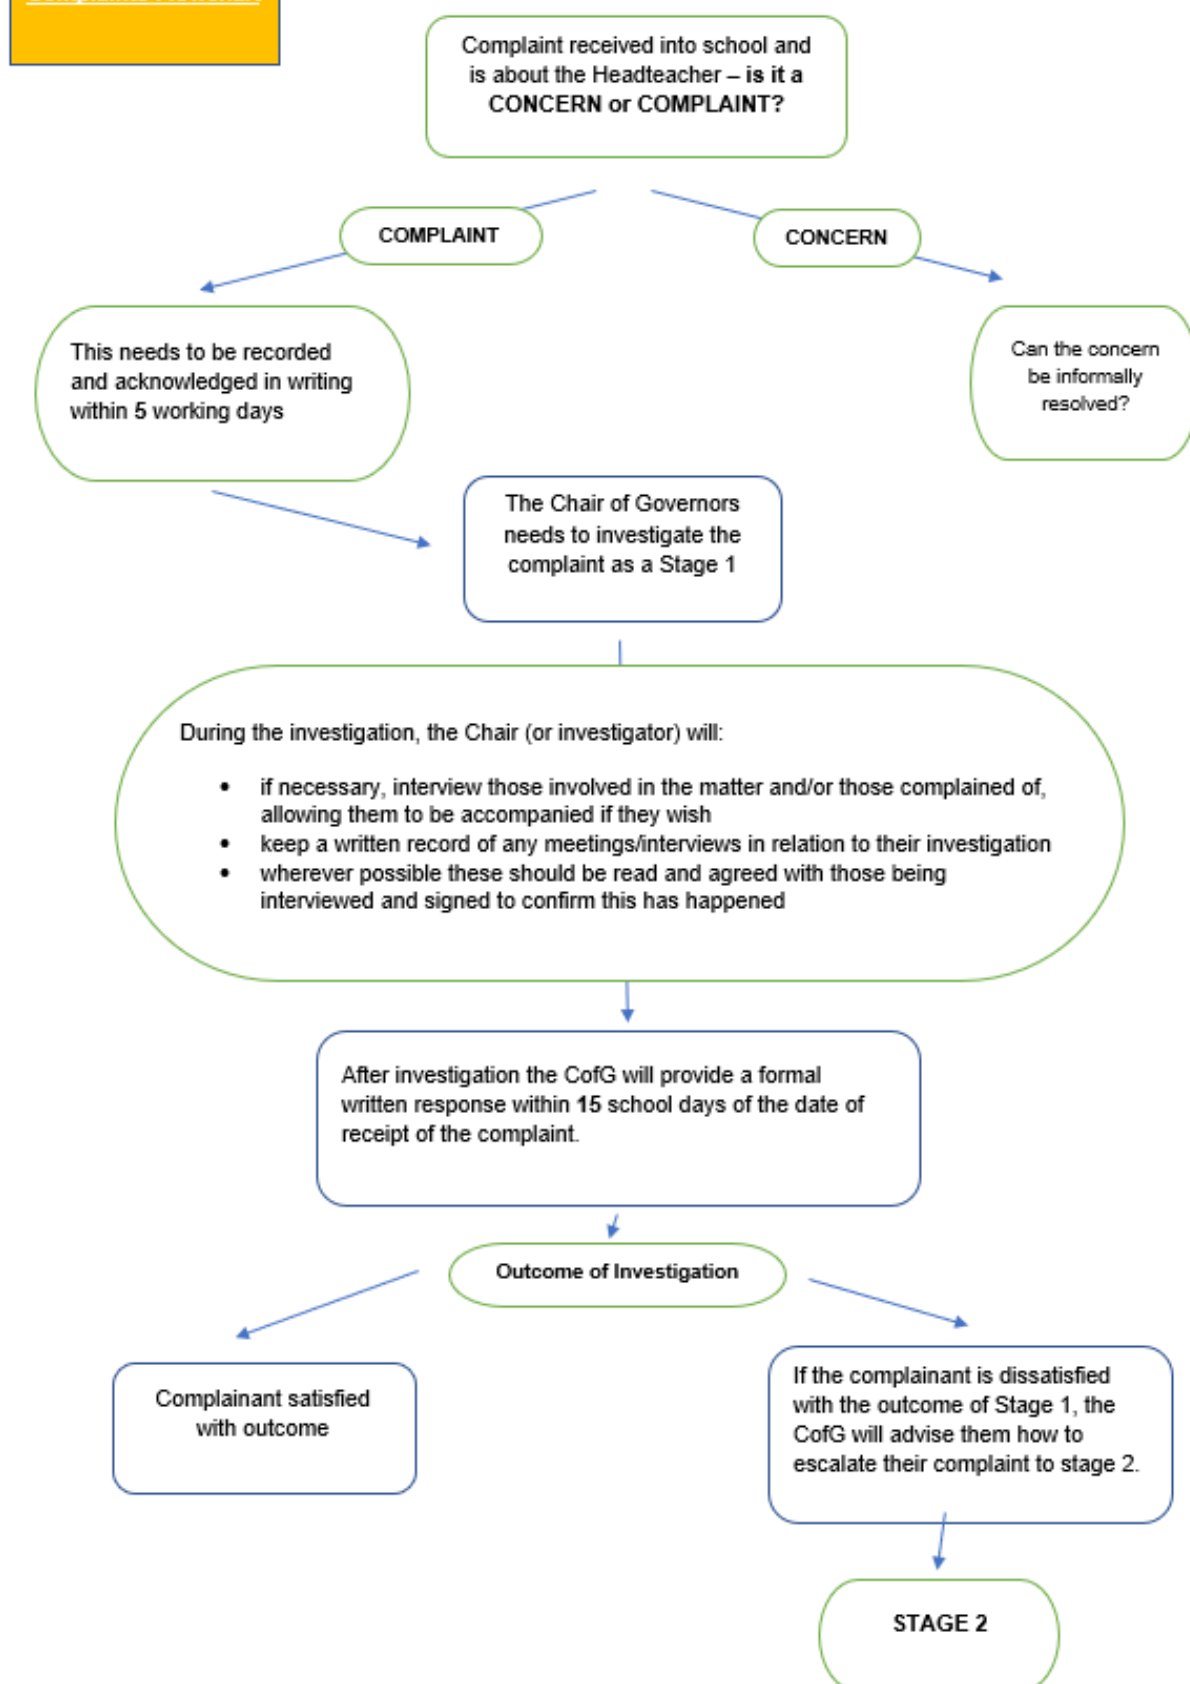 Complaint received into school and
is about the Headteacher – is it a
CONCERN or COMPLAINT?
COMPLAINT
CONCERN
This needs to be recorded
and acknowledged in writing
within 5 working days
Can the concern
be informally
resolved?
The Chair of Governors
needs to investigate the
complaint as a Stage 1
During the investigation, the Chair (or investigator) will:
• if necessary, interview those involved in the matter and/or those complained of,
allowing them to be accompanied if they wish
• keep a written record of any meetings/interviews in relation to their investigation
• wherever possible these should be read and agreed with those being
interviewed and signed to confirm this has happened
After investigation the CofG will provide a formal
written response within 15 school days of the date of
receipt of the complaint.
Outcome of Investigation
Complainant satisfied
with outcome
If the complainant is dissatisfied
with the outcome of Stage 1, the
CofG will advise them how to
escalate their complaint to stage 2.
STAGE 2